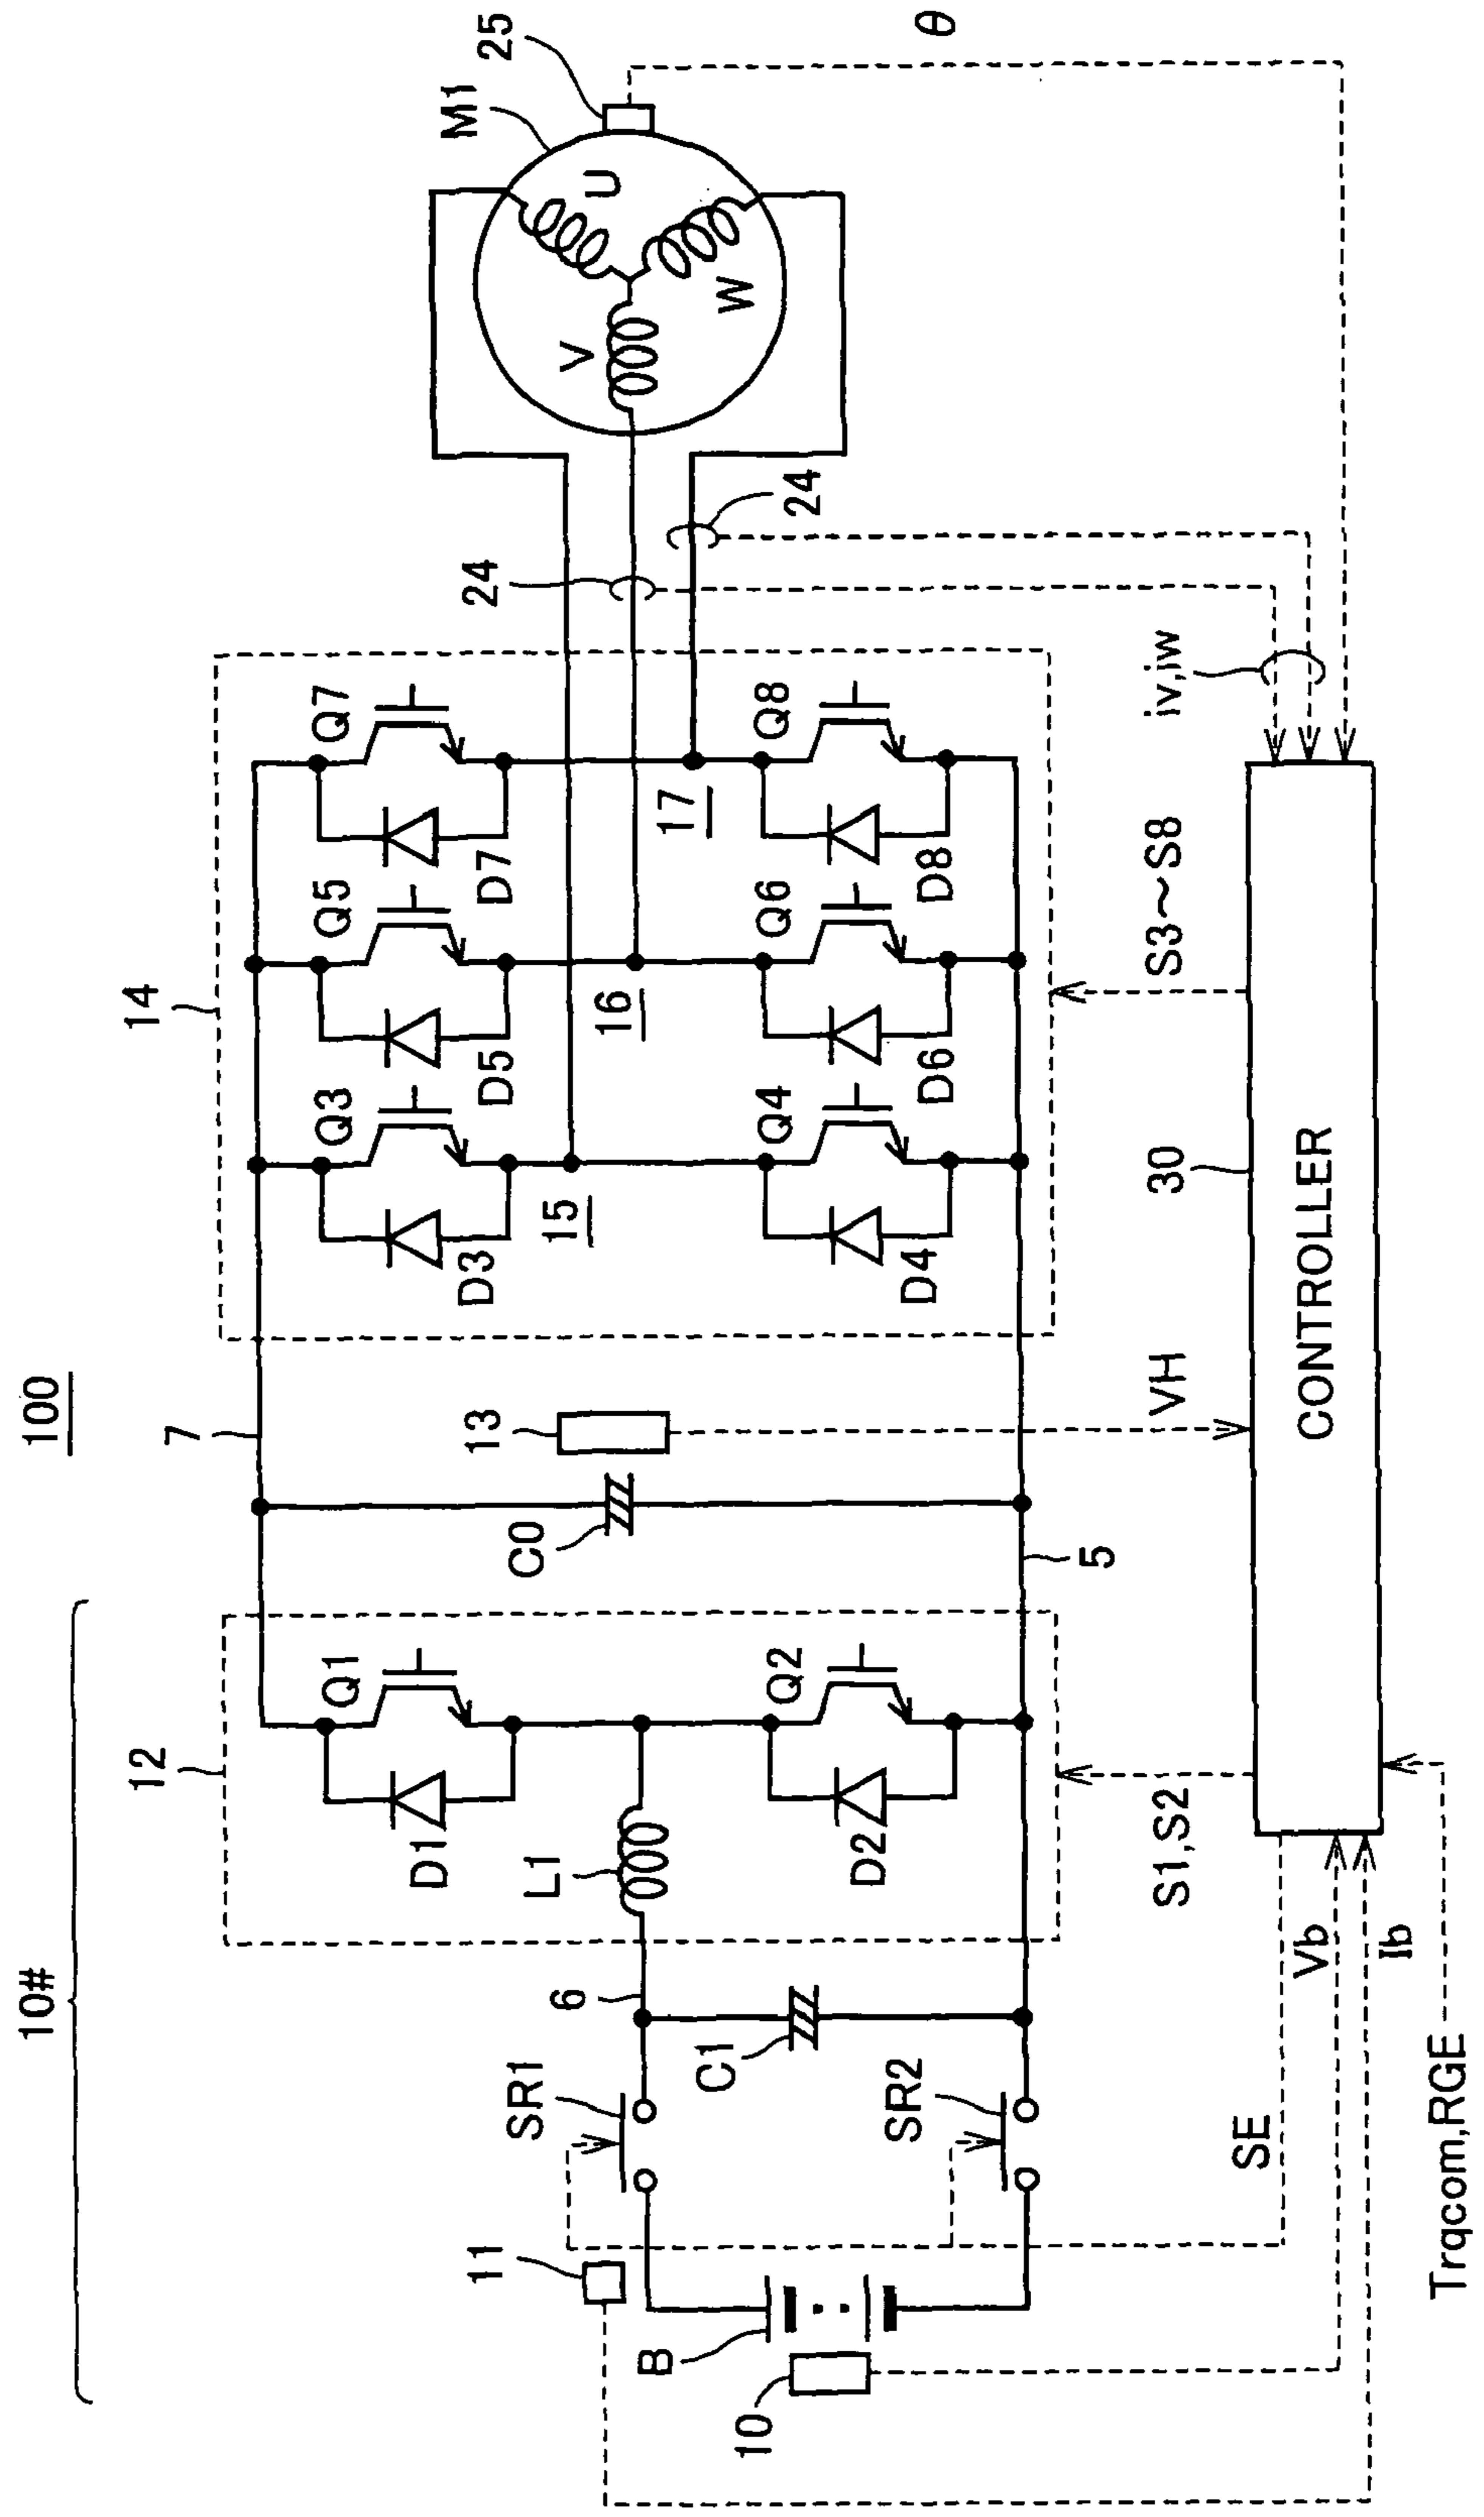 100
10#
12
7
14
Q1
D1
L1
Q2
D2
6
SR1
C1
SR2
11
B
10
C0
13
5
VH
Q3
D3
Q5
D5
Q7
D7
15
16
17
Q4
D4
Q6
D6
Q8
D8
24
24
M1
25
U
V
W
θ
iv,iw
S3~S8
30
CONTROLLER
S1,S2
SE
Vb
Ib
Trqcom,RGE